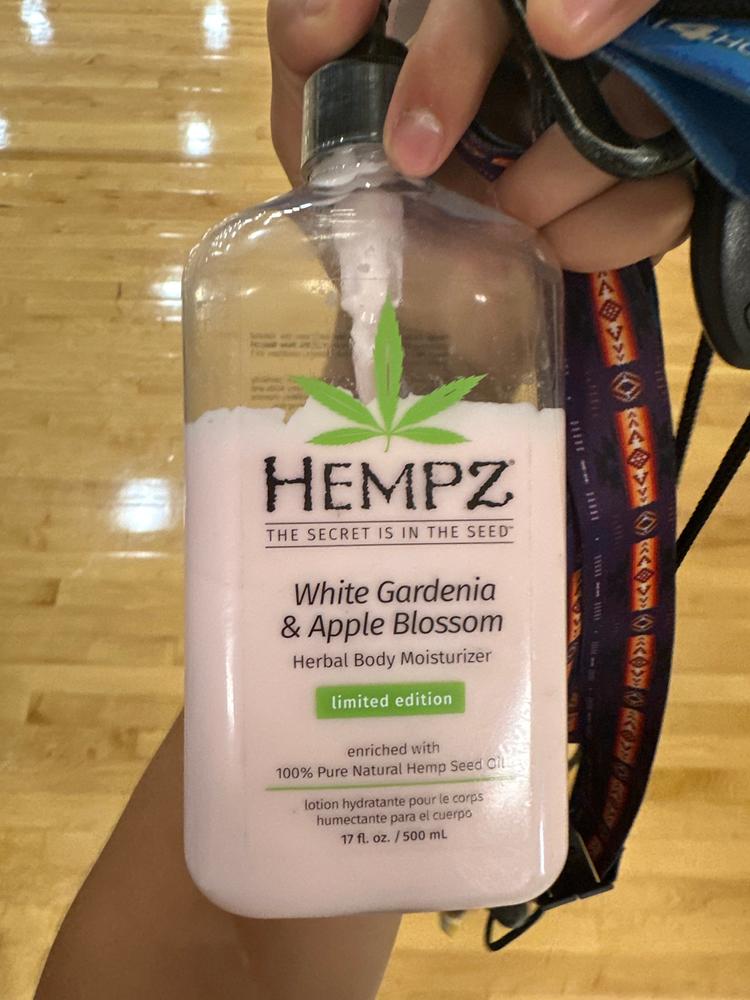 HEMPZ
THE SECRET IS IN THE SEED™
White Gardenia
& Apple Blossom
Herbal Body Moisturizer
limited edition
enriched with
100% Pure Natural Hemp Seed Oil
lotion hydratante pour le corps
humectante para el cuerpo
17 fl. oz. / 500 mL